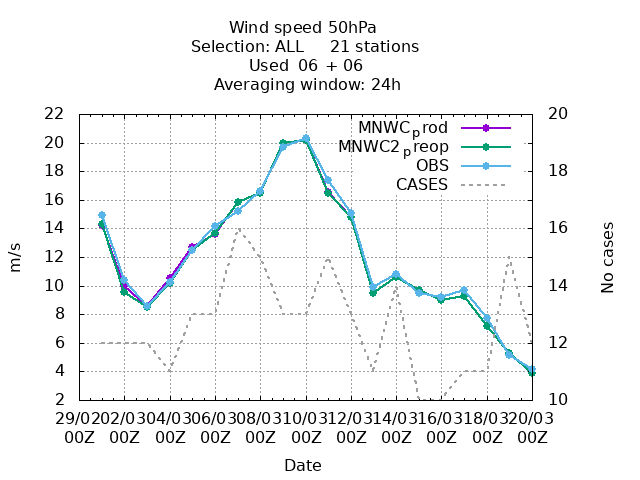 Wind speed 50hPa
Selection: ALL 21 stations
Used 06 + 06
Averaging window: 24h
22 20
20 18
18 16
16 14
14 12
12 10
10
8
6
4
2
MNWCprod
MNWC2preop
OBS
CASES
m/s
No cases
29/02 02/03 04/03 06/03 08/03 10/03 12/03 14/03 16/03 18/03 20/03
00Z 00Z 00Z 00Z 00Z 00Z 00Z 00Z 00Z 00Z 00Z
Date